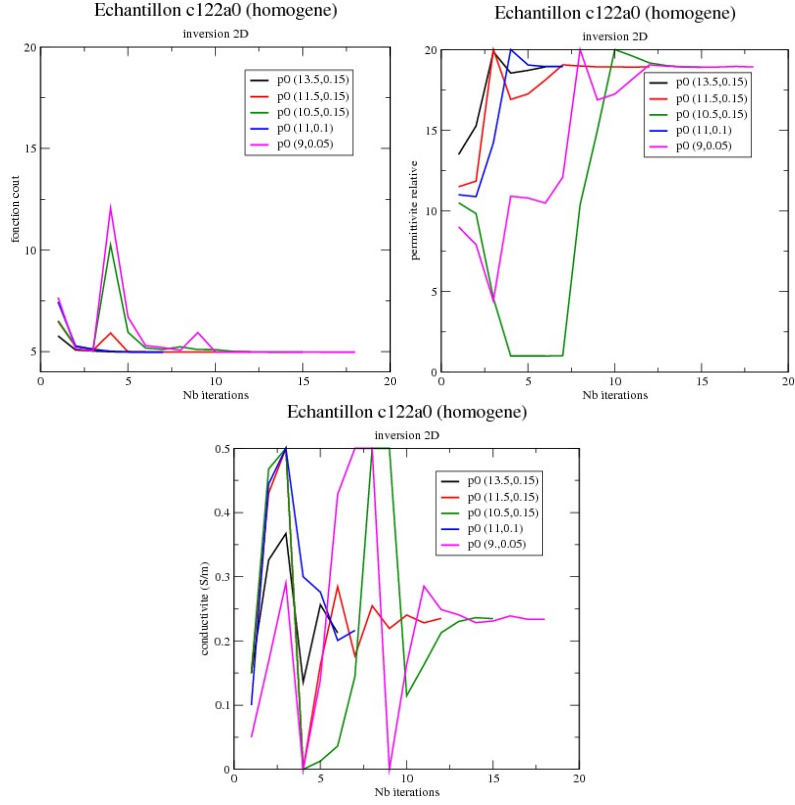 Echantillon c122a0 (homogene)
inversion 2D
fonction cout
20
15
10
5
0
5
10
15
20
Nb iterations
p0 (13.5,0.15)
p0 (11.5,0.15)
p0 (10.5,0.15)
p0 (11,0.1)
p0 (9,0.05)
Echantillon c122a0 (homogene)
inversion 2D
permittivite relative
20
15
10
5
0
0
5
10
15
20
Nb iterations
p0 (13.5,0.15)
p0 (11.5,0.15)
p0 (10.5,0.15)
p0 (11,0.1)
p0 (9,0.05)
Echantillon c122a0 (homogene)
inversion 2D
conductivite (S/m)
0.5
0.4
0.3
0.2
0.1
0
0
5
10
15
20
Nb iterations
p0 (13.5,0.15)
p0 (11.5,0.15)
p0 (10.5,0.15)
p0 (11,0.1)
p0 (9.,0.05)